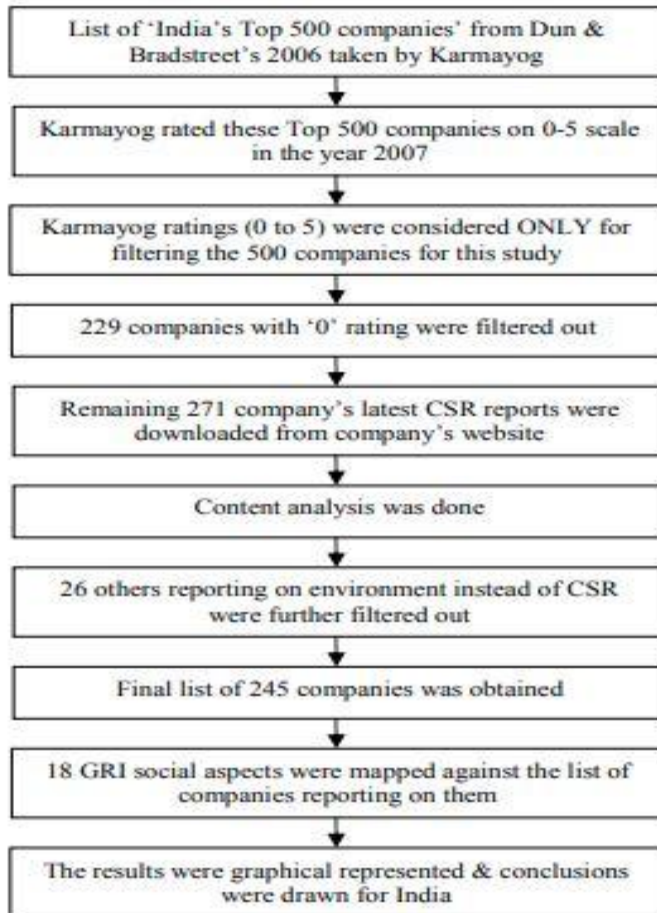 List of ‘India’s Top 500 companies’ from Dun &
Bradstreet’s 2006 taken by Karmayog
Karmayog rated these Top 500 companies on 0-5 scale
in the year 2007
Karmayog ratings (0 to 5) were considered ONLY for
filtering the 500 companies for this study
229 companies with ‘0’ rating were filtered out
Remaining 271 company’s latest CSR reports were
downloaded from company’s website
Content analysis was done
26 others reporting on environment instead of CSR
were further filtered out
Final list of 245 companies was obtained
18 GRI social aspects were mapped against the list of
companies reporting on them
The results were graphical represented & conclusions
were drawn for India